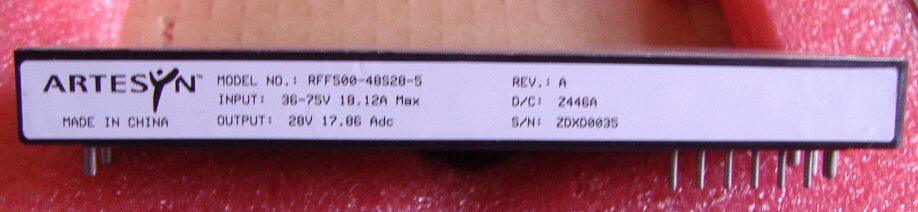 ARTESYN™
MADE IN CHINA
MODEL NO.: RFF500-48S28-5
INPUT: 36-75V 18.12A Max
OUTPUT: 28V 17.86 Adc
REV.: A
D/C: Z446A
S/N: ZDXD0035